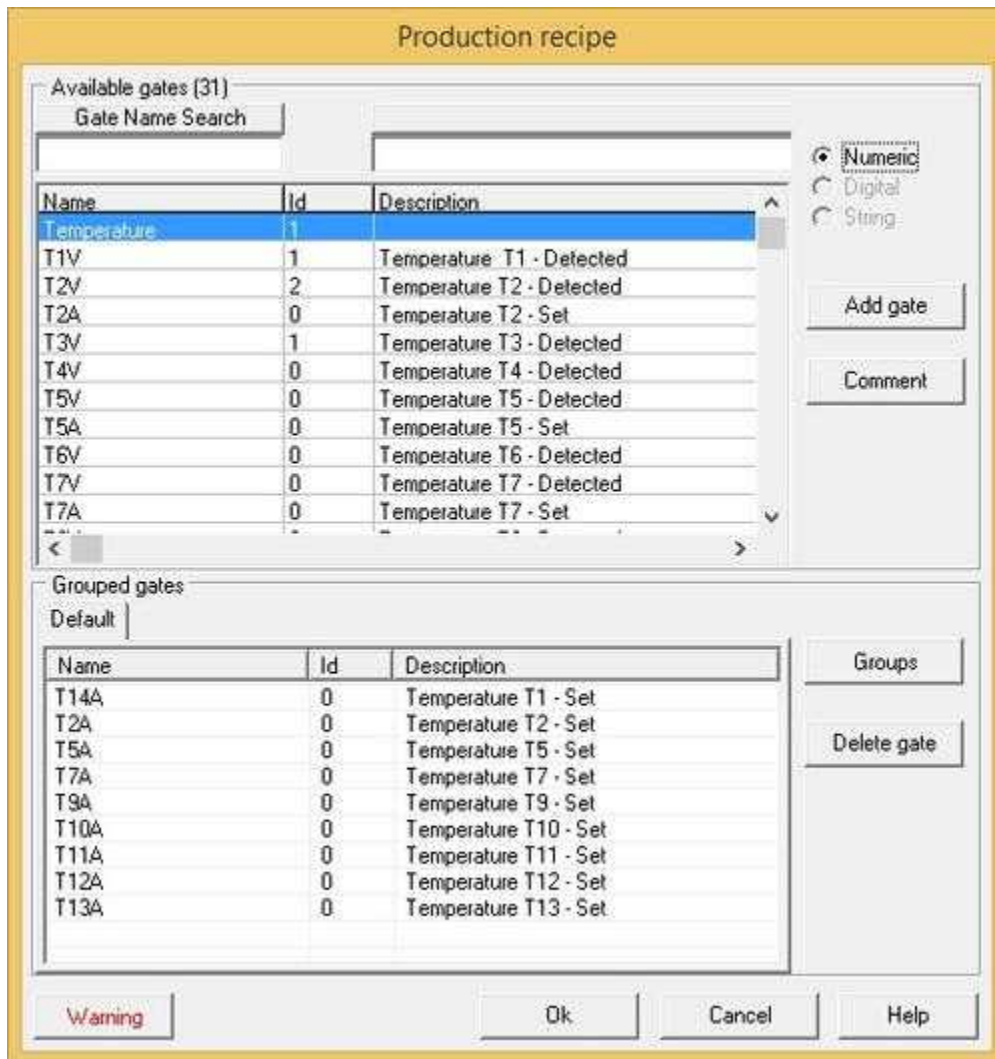 Production recipe
Available gates (31)
Gate Name Search
Numeric
Digital
String
Name Id Description
Temperature 1
T1V 1 Temperature T1 - Detected
T2V 2 Temperature T2 - Detected
T2A 0 Temperature T2 - Set
T3V 1 Temperature T3 - Detected
T4V 0 Temperature T4 - Detected
T5V 0 Temperature T5 - Detected
T5A 0 Temperature T5 - Set
T6V 0 Temperature T6 - Detected
T7V 0 Temperature T7 - Detected
T7A 0 Temperature T7 - Set
Add gate
Comment
Grouped gates
Default
Name Id Description
T14A 0 Temperature T1 - Set
T2A 0 Temperature T2 - Set
T5A 0 Temperature T5 - Set
T7A 0 Temperature T7 - Set
T9A 0 Temperature T9 - Set
T10A 0 Temperature T10 - Set
T11A 0 Temperature T11 - Set
T12A 0 Temperature T12 - Set
T13A 0 Temperature T13 - Set
Groups
Delete gate
Warning Ok Cancel Help